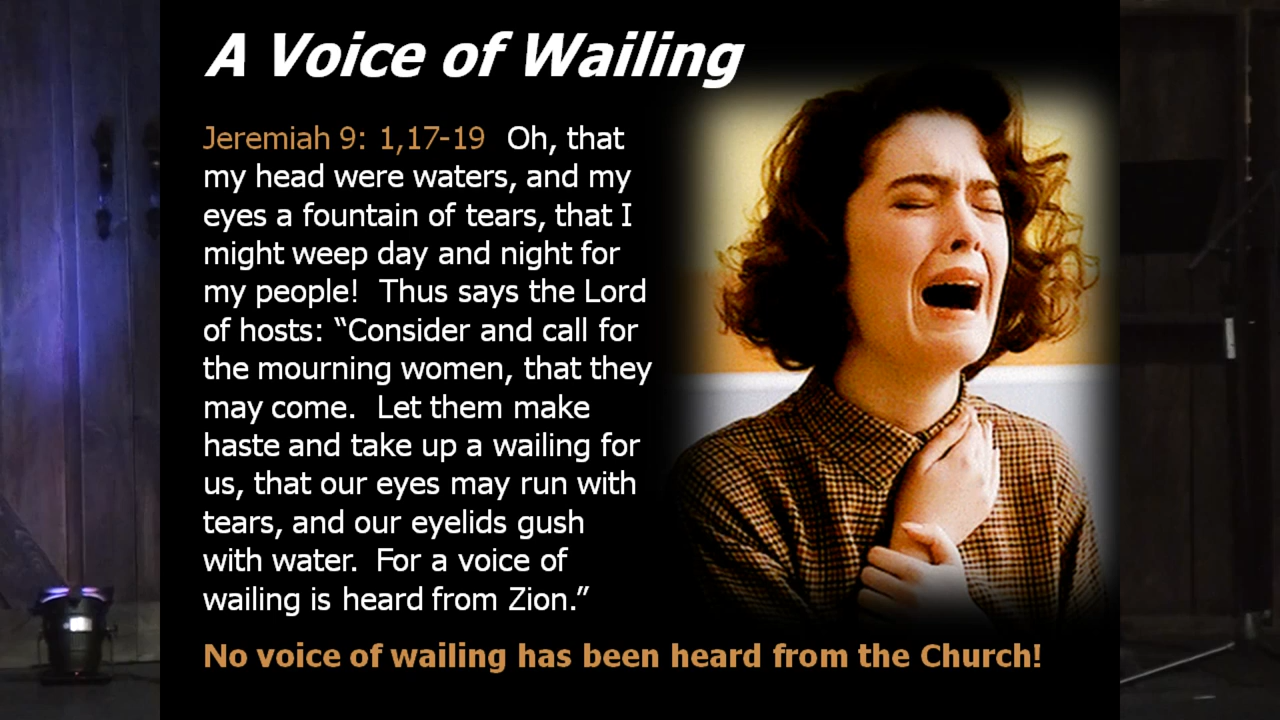 A Voice of Wailing
Jeremiah 9: 1,17-19  Oh, that
my head were waters, and my
eyes a fountain of tears, that I
might weep day and night for
my people!  Thus says the Lord
of hosts: “Consider and call for
the mourning women, that they
may come.  Let them make
haste and take up a wailing for
us, that our eyes may run with
tears, and our eyelids gush
with water.  For a voice of
wailing is heard from Zion.”
No voice of wailing has been heard from the Church!